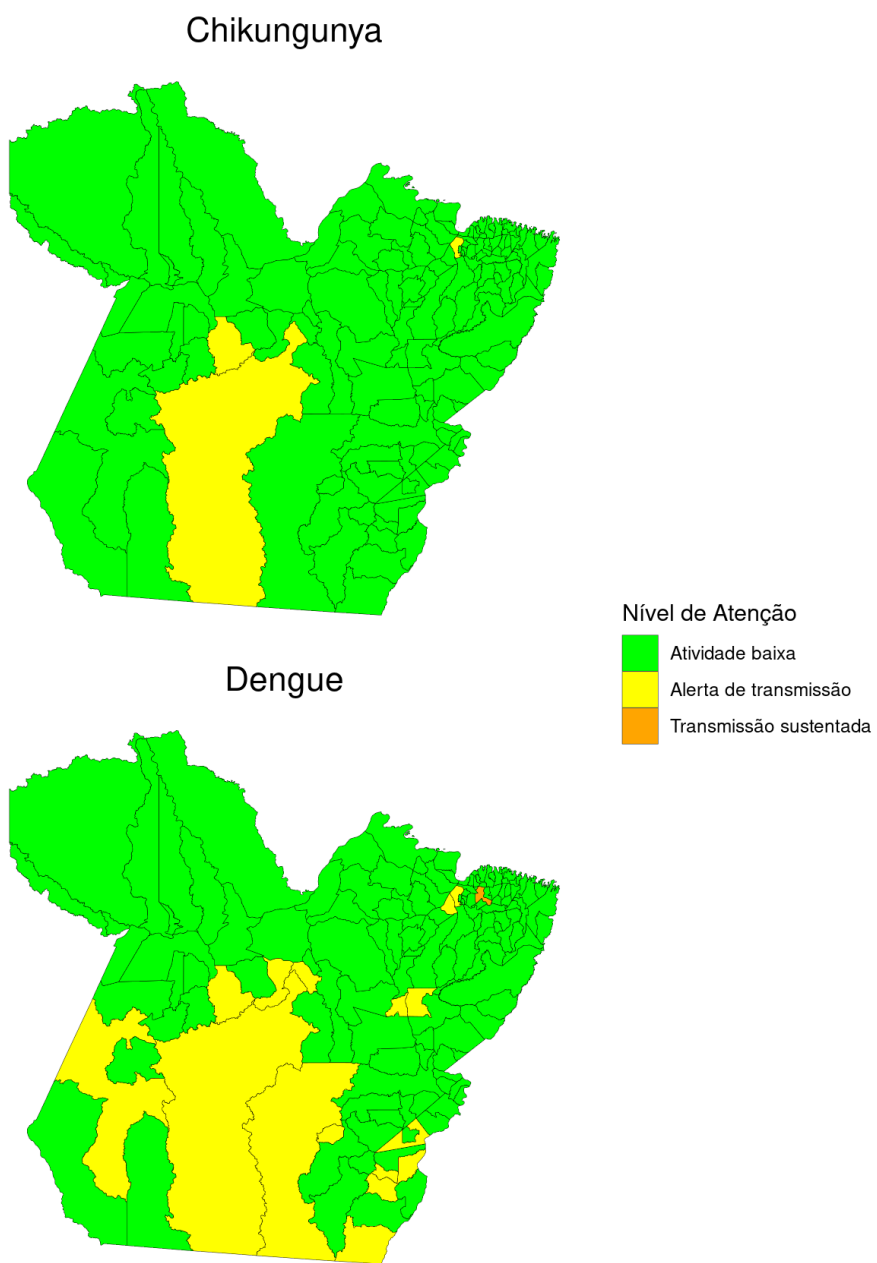 Chikungunya
Nível de Atenção
Atividade baixa
Alerta de transmissão
Transmissão sustentada
Dengue